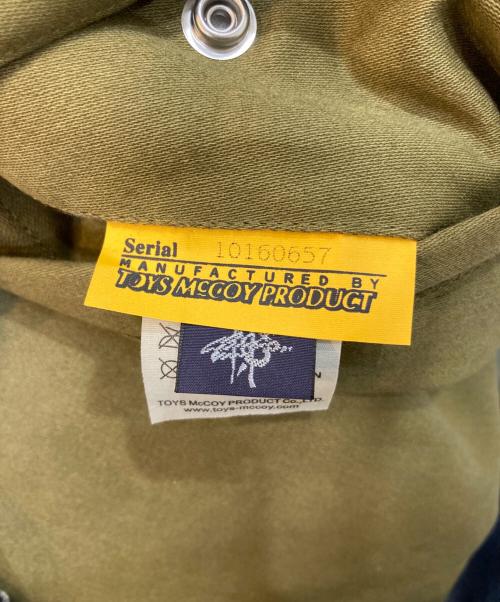 Serial 10160657
MANUFACTURED BY
TOYS McCOY PRODUCT
TOYS McCOY PRODUCT Co., LTD.
www.toys-mccoy.com